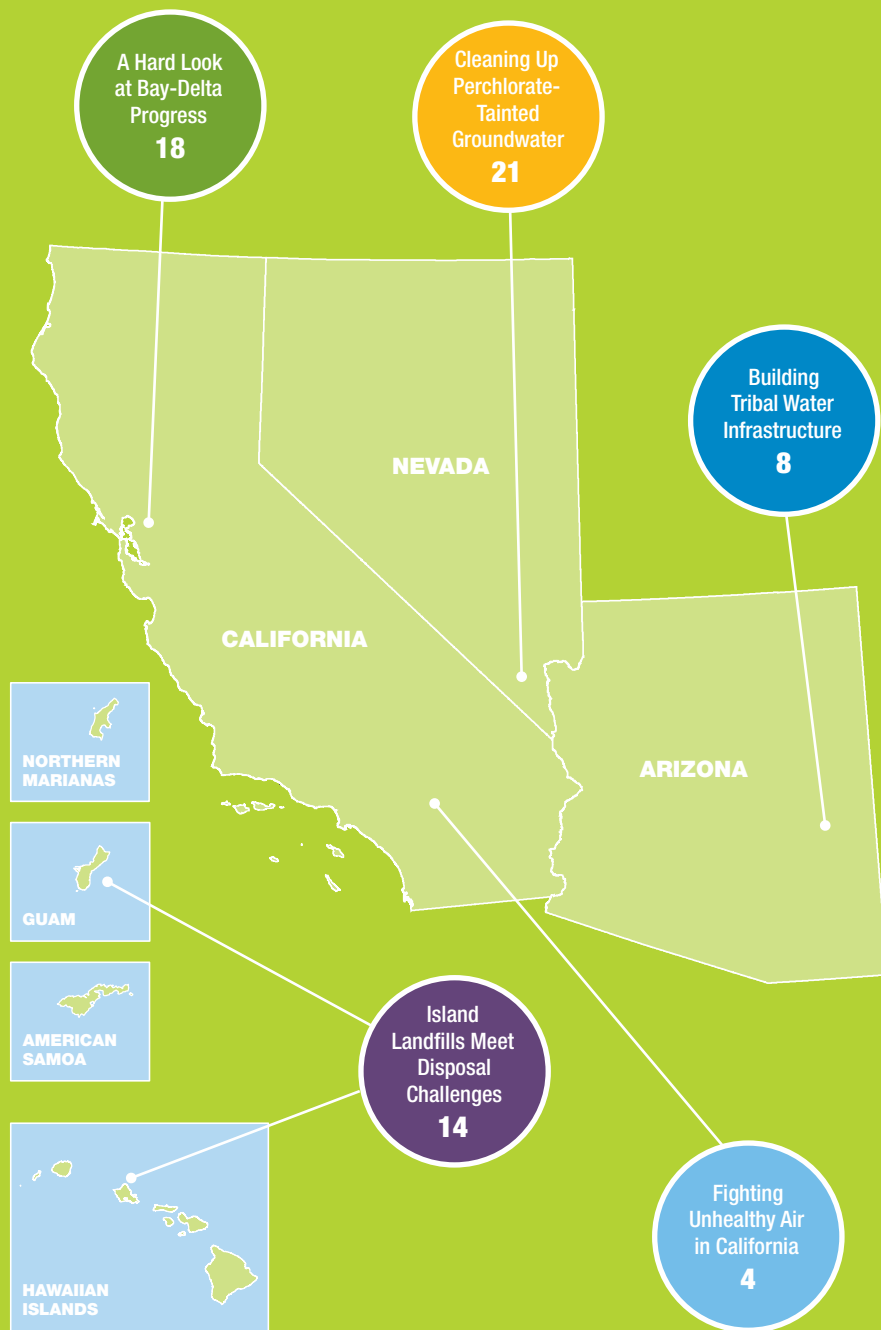 A Hard Look
at Bay-Delta
Progress
18
Cleaning Up
Perchlorate-
Tainted
Groundwater
21
Building
Tribal Water
Infrastructure
8
NEVADA
CALIFORNIA
ARIZONA
NORTHERN
MARIANAS
GUAM
AMERICAN
SAMOA
HAWAIIAN
ISLANDS
Island
Landfills Meet
Disposal
Challenges
14
Fighting
Unhealthy Air
in California
4